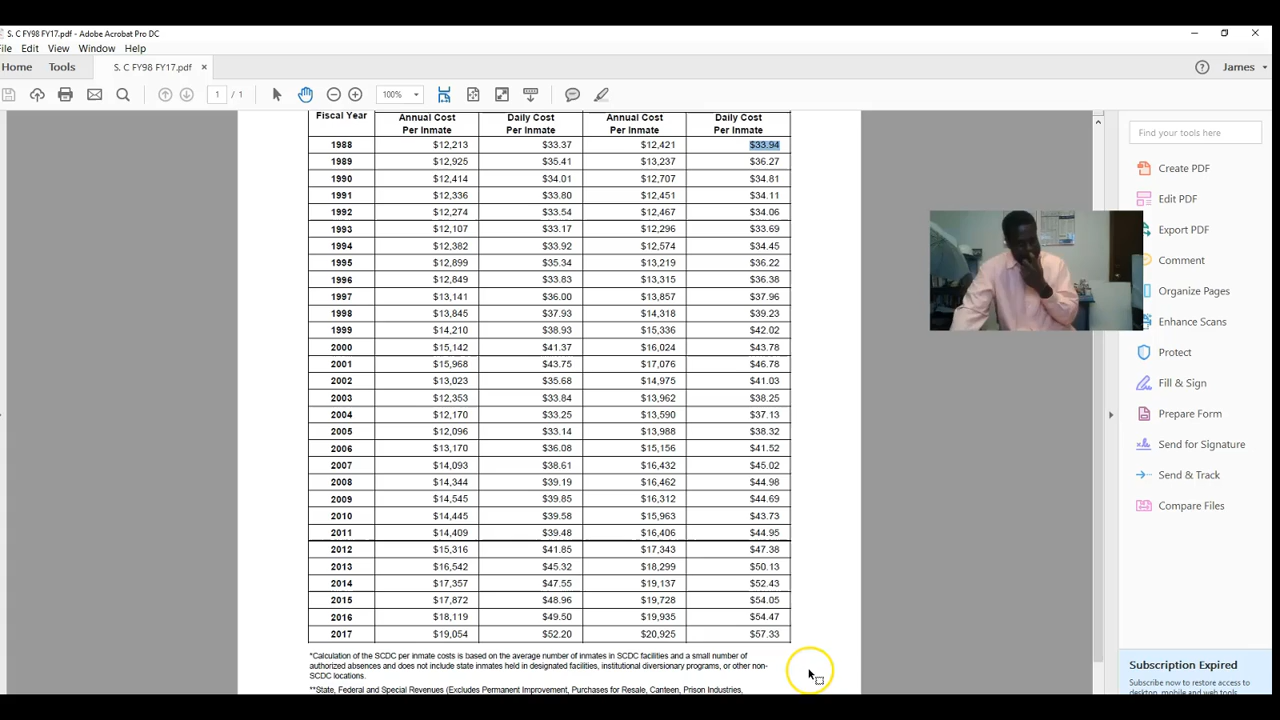 S. C FY98 FY17.pdf - Adobe Acrobat Pro DC
File Edit View Window Help
Home Tools S. C FY98 FY17.pdf ×
1 / 1 100% James
Fiscal Year Annual Cost Per Inmate Daily Cost Per Inmate Annual Cost Per Inmate Daily Cost Per Inmate
1988 $12,213 $33.37 $12,421 $33.94
1989 $12,925 $35.41 $13,237 $36.27
1990 $12,414 $34.01 $12,707 $34.81
1991 $12,336 $33.80 $12,451 $34.11
1992 $12,274 $33.54 $12,467 $34.06
1993 $12,107 $33.17 $12,296 $33.69
1994 $12,382 $33.92 $12,574 $34.45
1995 $12,899 $35.34 $13,219 $36.22
1996 $12,849 $33.83 $13,315 $36.38
1997 $13,141 $36.00 $13,857 $37.96
1998 $13,845 $37.93 $14,318 $39.23
1999 $14,210 $38.93 $15,336 $42.02
2000 $15,142 $41.37 $16,024 $43.78
2001 $15,968 $43.75 $17,076 $46.78
2002 $13,023 $35.68 $14,975 $41.03
2003 $12,353 $33.84 $13,962 $38.25
2004 $12,170 $33.25 $13,590 $37.13
2005 $12,096 $33.14 $13,988 $38.32
2006 $13,170 $36.08 $15,156 $41.52
2007 $14,093 $38.61 $16,432 $45.02
2008 $14,344 $39.19 $16,462 $44.98
2009 $14,545 $39.85 $16,312 $44.69
2010 $14,445 $39.58 $15,963 $43.73
2011 $14,409 $39.48 $16,406 $44.95
2012 $15,316 $41.85 $17,343 $47.38
2013 $16,542 $45.32 $18,299 $50.13
2014 $17,357 $47.55 $19,137 $52.43
2015 $17,872 $48.96 $19,728 $54.05
2016 $18,119 $49.50 $19,935 $54.47
2017 $19,054 $52.20 $20,925 $57.33
*Calculation of the SCDC per inmate costs is based on the average number of inmates in SCDC facilities and a small number of
authorized absences and does not include state inmates held in designated facilities, institutional diversionary programs, or other non-
SCDC locations.
**State, Federal and Special Revenues (Excludes Permanent Improvement, Purchases for Resale, Canteen, Prison Industries,
Find your tools here
Create PDF
Edit PDF
Export PDF
Comment
Organize Pages
Enhance Scans
Protect
Fill & Sign
Prepare Form
Send for Signature
Send & Track
Compare Files
Subscription Expired
Subscribe now to restore access to
desktop, mobile and web tools